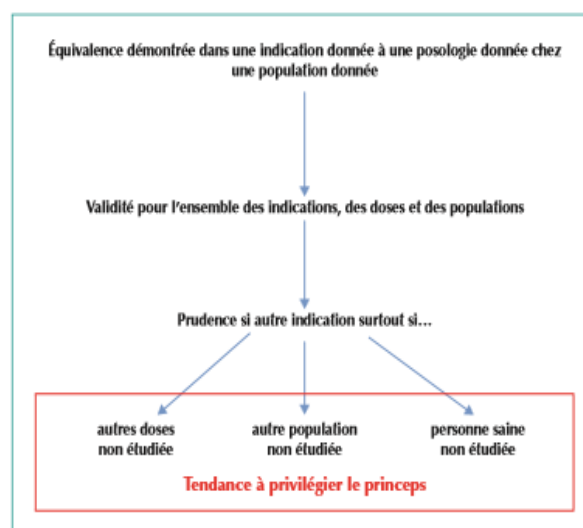 Équivalence démontrée dans une indication donnée à une posologie donnée chez
une population donnée
Validité pour l'ensemble des indications, des doses et des populations
Prudence si autre indication surtout si...
autres doses
non étudiée
autre population
non étudiée
personne saine
non étudiée
Tendance à privilégier le princeps